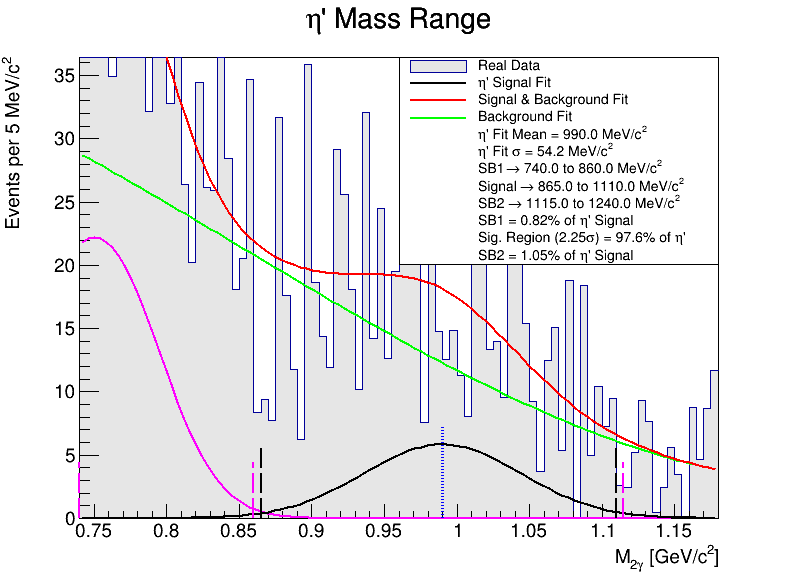 η' Mass Range
Events per 5 MeV/c²
35
30
25
20
15
10
5
0
Real Data
η' Signal Fit
Signal & Background Fit
Background Fit
η' Fit Mean = 990.0 MeV/c²
η' Fit σ = 54.2 MeV/c²
SB1 → 740.0 to 860.0 MeV/c²
Signal → 865.0 to 1110.0 MeV/c²
SB2 → 1115.0 to 1240.0 MeV/c²
SB1 = 0.82% of η' Signal
Sig. Region (2.25σ) = 97.6% of η'
SB2 = 1.05% of η' Signal
0.75 0.8 0.85 0.9 0.95 1 1.05 1.1 1.15
M₂γ [GeV/c²]